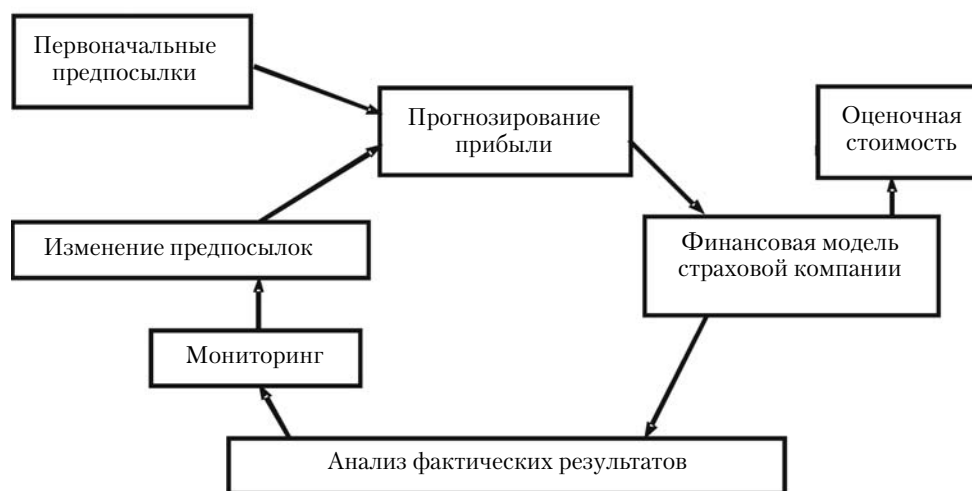 Первоначальные
предпосылки
Прогнозирование
прибыли
Оценочная
стоимость
Изменение предпосылок
Финансовая модель
страховой компании
Мониторинг
Анализ фактических результатов